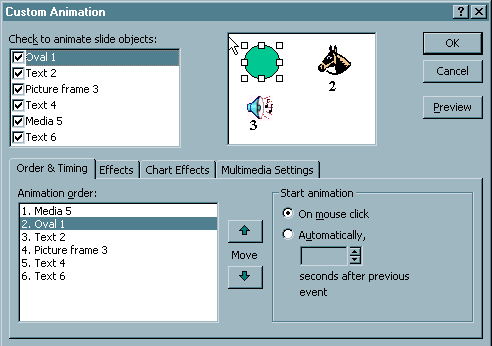 Custom Animation
Check to animate slide objects:
Oval 1
Text 2
Picture frame 3
Text 4
Media 5
Text 6
2
3
OK
Cancel
Preview
Order & Timing
Effects
Chart Effects
Multimedia Settings
Animation order:
1. Media 5
2. Oval 1
3. Text 2
4. Picture frame 3
5. Text 4
6. Text 6
Move
Start animation
On mouse click
Automatically,
seconds after previous
event